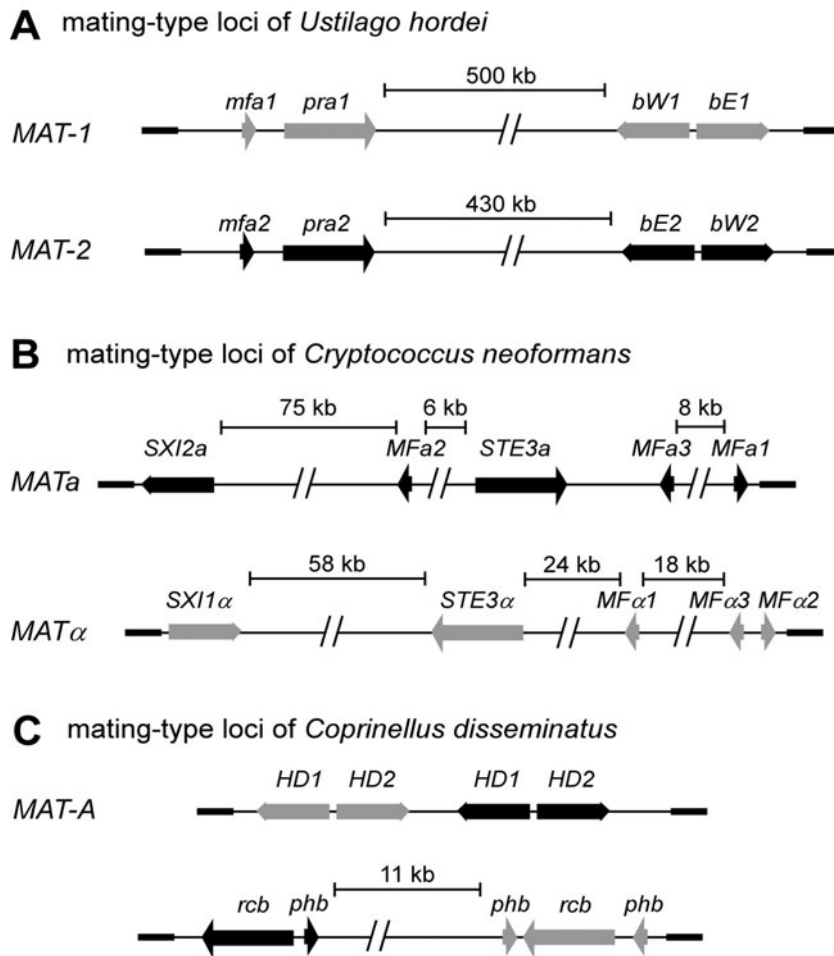 A mating-type loci of Ustilago hordei
500 kb
mfa1 pra1 bW1 bE1
MAT-1
430 kb
mfa2 pra2 bE2 bW2
MAT-2
B mating-type loci of Cryptococcus neoformans
75 kb 6 kb 8 kb
SXI2a MFa2 STE3a MFa3 MFa1
MATa
58 kb 24 kb 18 kb
SXI1α STE3α MFα1 MFα3 MFα2
MATα
C mating-type loci of Coprinellus disseminatus
HD1 HD2 HD1 HD2
MAT-A
11 kb
rcb phb phb rcb phb